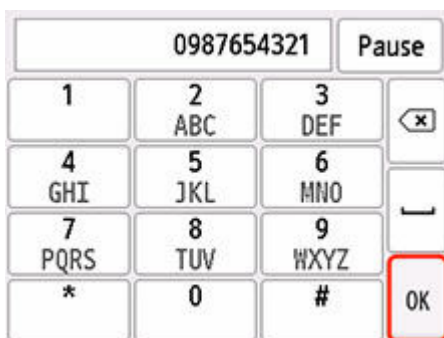 0987654321 Pause
1 2 3
ABC DEF
4 5 6
GHI JKL MNO
7 8 9
PQRS TUV WXYZ
* 0 # OK